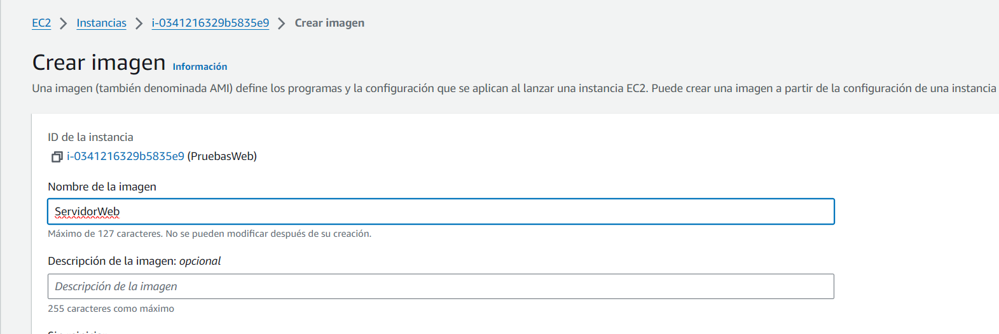 EC2 > Instancias > i-0341216329b5835e9 > Crear imagen
Crear imagen Información
Una imagen (también denominada AMI) define los programas y la configuración que se aplican al lanzar una instancia EC2. Puede crear una imagen a partir de la configuración de una instancia
ID de la instancia
i-0341216329b5835e9 (PruebasWeb)
Nombre de la imagen
ServidorWeb
Máximo de 127 caracteres. No se pueden modificar después de su creación.
Descripción de la imagen: opcional
Descripción de la imagen
255 caracteres como máximo